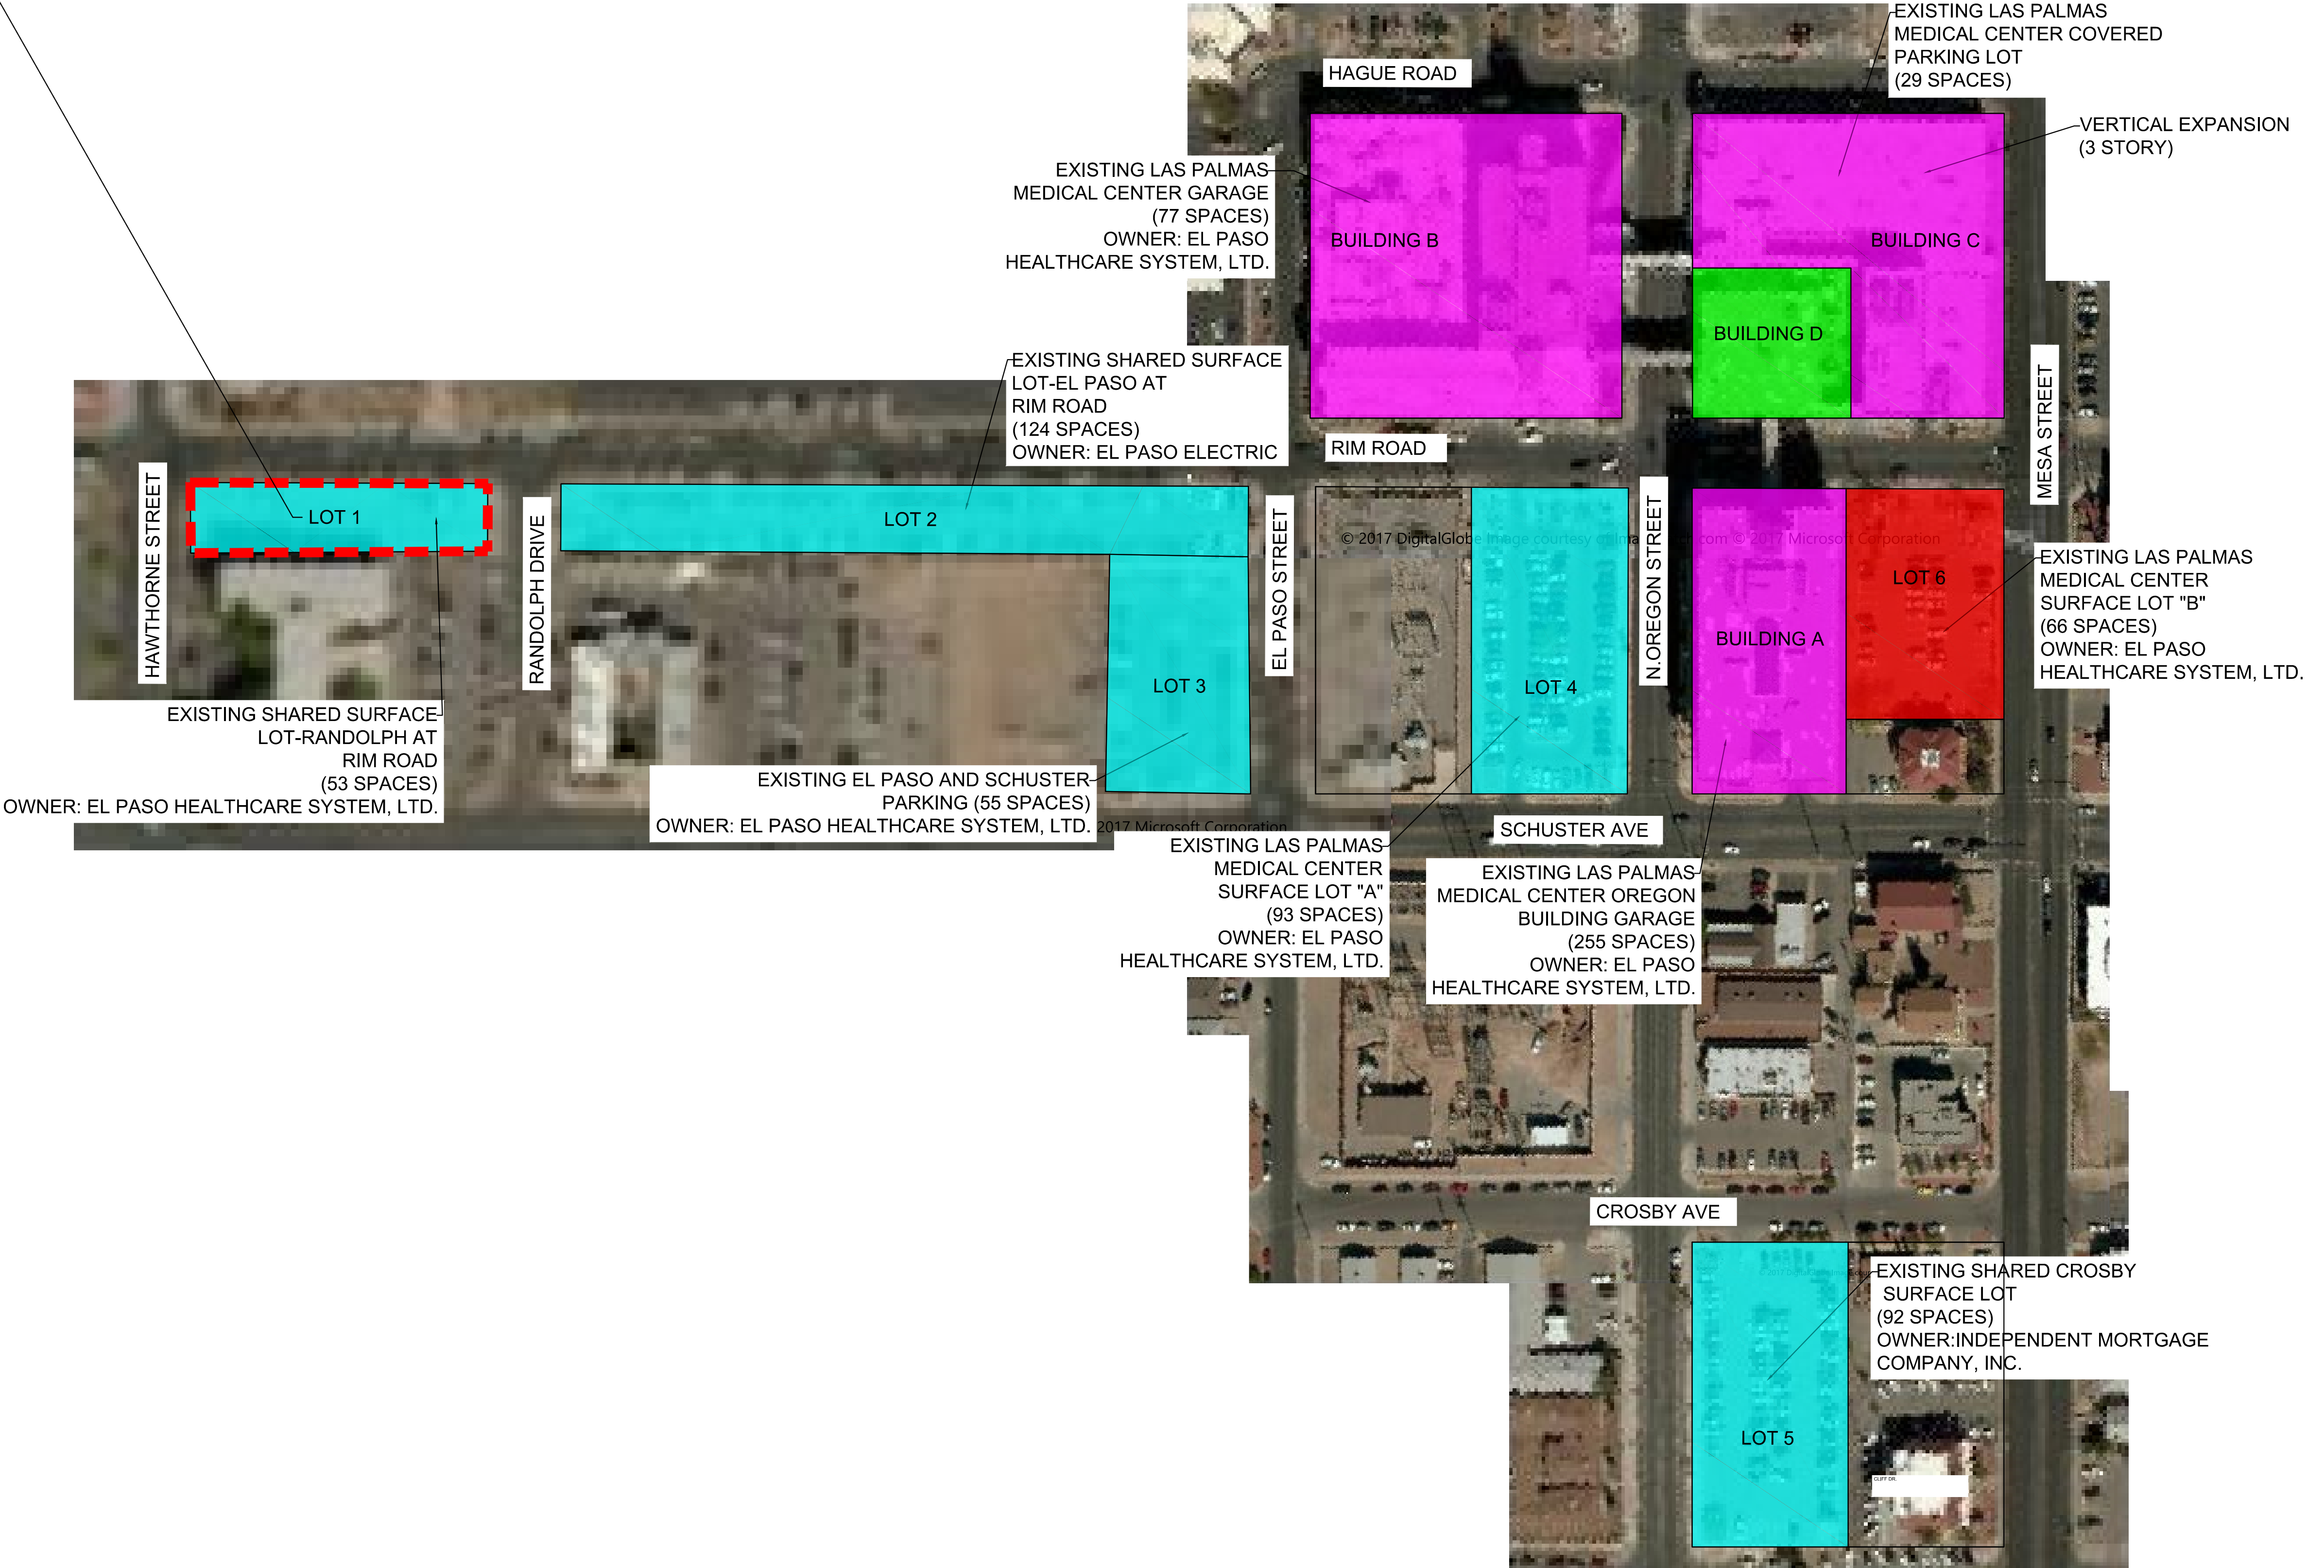 EXISTING LAS PALMAS
MEDICAL CENTER COVERED
PARKING LOT
(29 SPACES)
HAGUE ROAD
VERTICAL EXPANSION
(3 STORY)
EXISTING LAS PALMAS
MEDICAL CENTER GARAGE
(77 SPACES)
OWNER: EL PASO
HEALTHCARE SYSTEM, LTD.
BUILDING B
BUILDING C
BUILDING D
EXISTING SHARED SURFACE
LOT-EL PASO AT
RIM ROAD
(124 SPACES)
OWNER: EL PASO ELECTRIC
RIM ROAD
MESA STREET
HAWTHORNE STREET
LOT 1
RANDOLPH DRIVE
LOT 2
EL PASO STREET
N.OREGON STREET
© 2017 DigitalGlobe Image courtesy of Ima
com © 2017 Microsoft Corporation
LOT 6
EXISTING LAS PALMAS
MEDICAL CENTER
SURFACE LOT "B"
(66 SPACES)
OWNER: EL PASO
HEALTHCARE SYSTEM, LTD.
BUILDING A
LOT 3
LOT 4
EXISTING SHARED SURFACE
LOT-RANDOLPH AT
RIM ROAD
(53 SPACES)
OWNER: EL PASO HEALTHCARE SYSTEM, LTD.
EXISTING EL PASO AND SCHUSTER
PARKING (55 SPACES)
OWNER: EL PASO HEALTHCARE SYSTEM, LTD.
2017 Microsoft Corporation
SCHUSTER AVE
EXISTING LAS PALMAS
MEDICAL CENTER
SURFACE LOT "A"
(93 SPACES)
OWNER: EL PASO
HEALTHCARE SYSTEM, LTD.
EXISTING LAS PALMAS
MEDICAL CENTER OREGON
BUILDING GARAGE
(255 SPACES)
OWNER: EL PASO
HEALTHCARE SYSTEM, LTD.
CROSBY AVE
EXISTING SHARED CROSBY
SURFACE LOT
(92 SPACES)
OWNER:INDEPENDENT MORTGAGE
COMPANY, INC.
LOT 5
CLIFF DR.